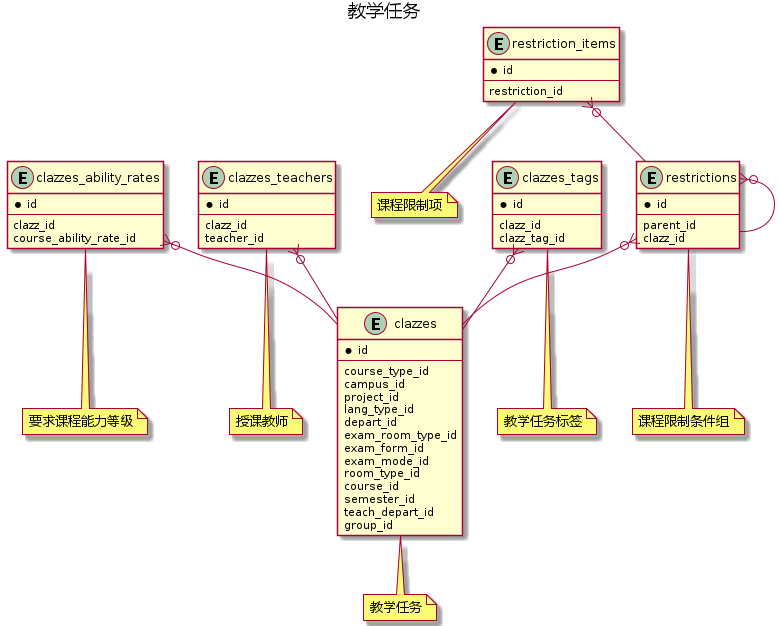 教学任务
E restriction_items
id
restriction_id
E clazzes_ability_rates
id
clazz_id
course_ability_rate_id
E clazzes_teachers
id
clazz_id
teacher_id
课程限制项
E clazzes_tags
id
clazz_id
clazz_tag_id
E restrictions
id
parent_id
clazz_id
E clazzes
id
course_type_id
campus_id
project_id
lang_type_id
depart_id
exam_room_type_id
exam_form_id
exam_mode_id
room_type_id
course_id
semester_id
teach_depart_id
group_id
要求课程能力等级
授课教师
教学任务标签
课程限制条件组
教学任务